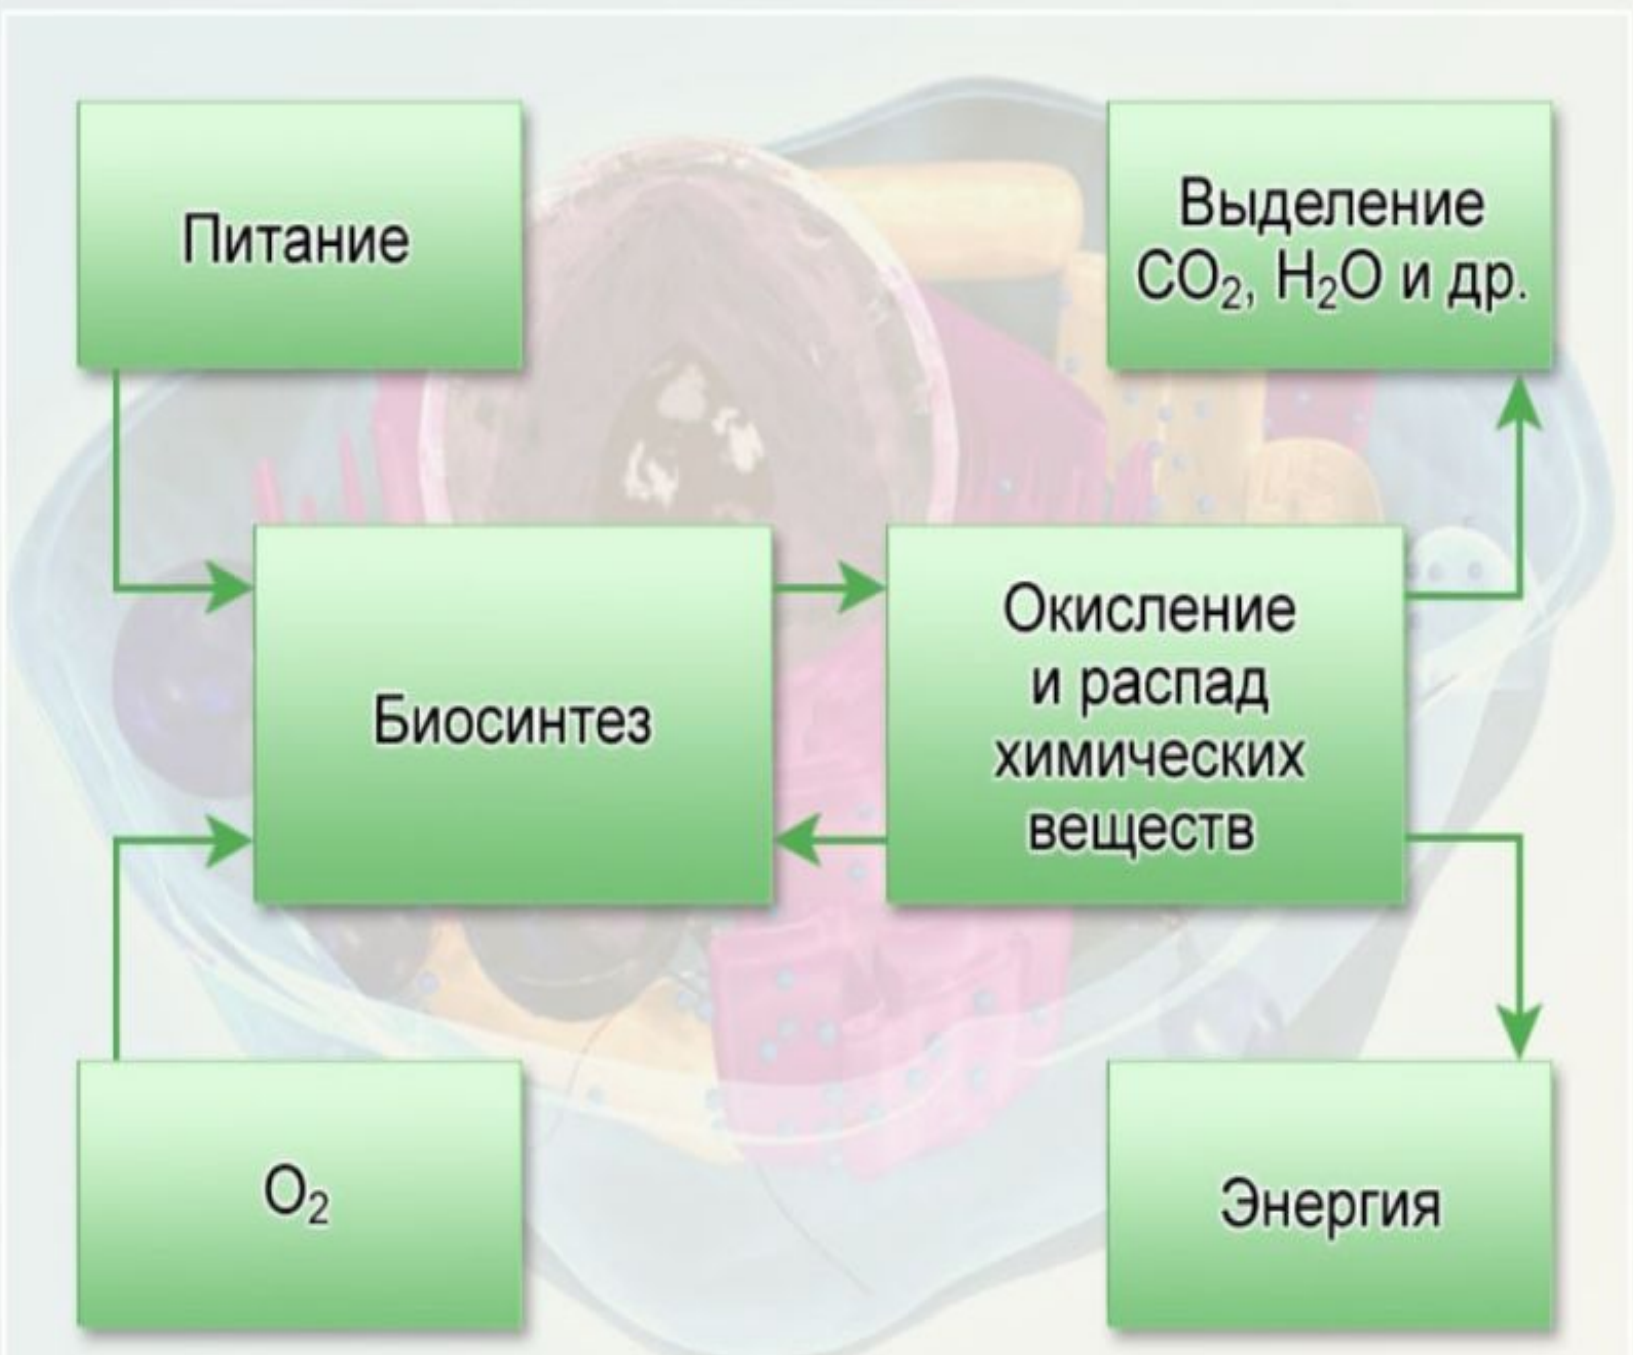 Питание
Выделение
CO₂, H₂O и др.
Биосинтез
Окисление
и распад
химических
веществ
O₂
Энергия